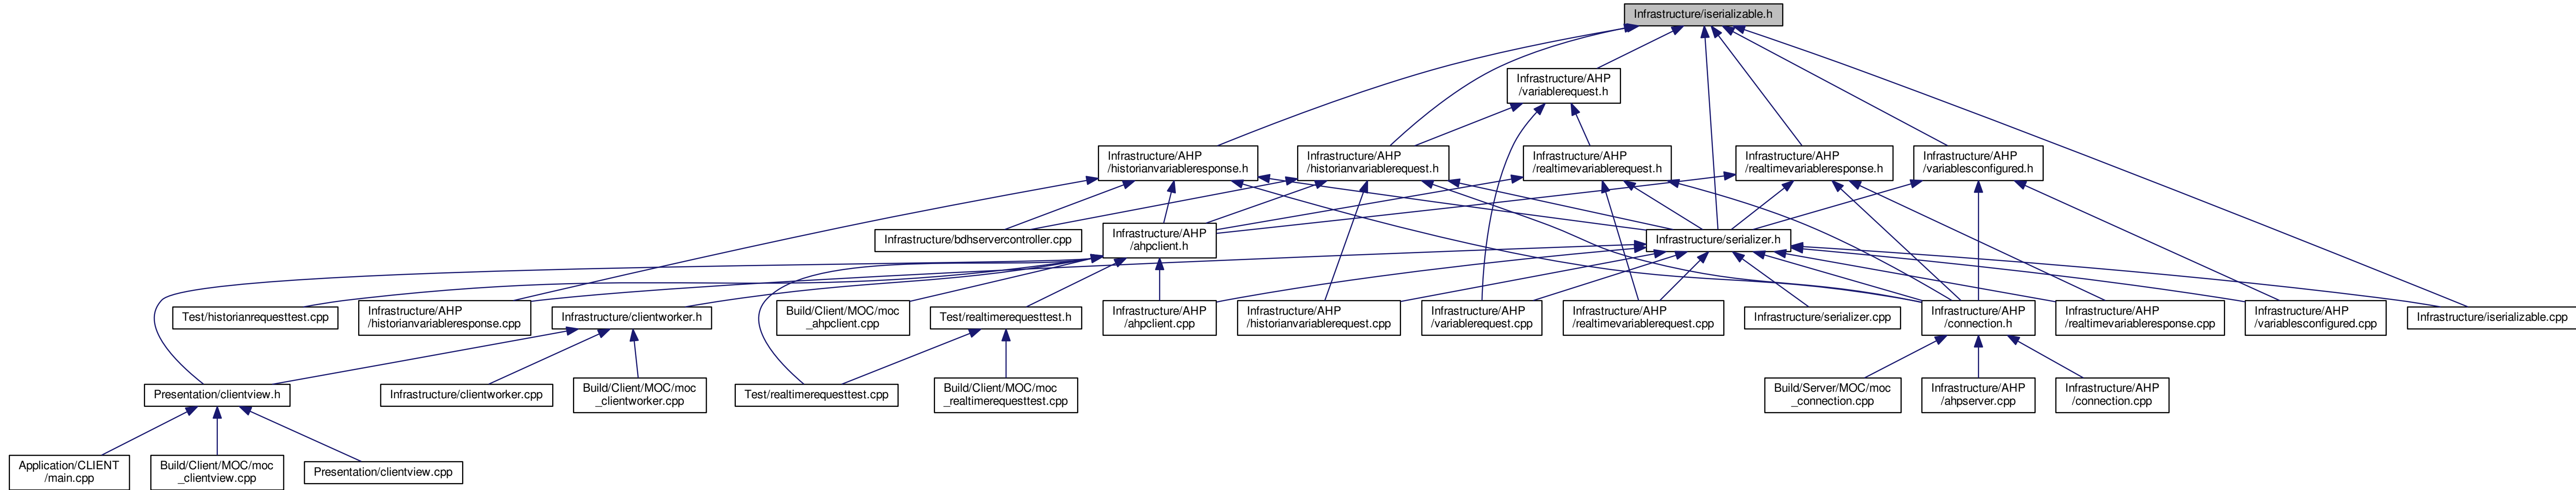 Infrastructure/iserializable.h
Infrastructure/AHP
/variablerequest.h
Infrastructure/AHP
/historianvariableresponse.h
Infrastructure/AHP
/historianvariablerequest.h
Infrastructure/AHP
/realtimevariablerequest.h
Infrastructure/AHP
/realtimevariableresponse.h
Infrastructure/AHP
/variablesconfigured.h
Infrastructure/bdhservercontroller.cpp
Infrastructure/AHP
/ahpclient.h
Infrastructure/serializer.h
Test/historianrequesttest.cpp
Infrastructure/AHP
/historianvariableresponse.cpp
Infrastructure/clientworker.h
Build/Client/MOC/moc
_ahpclient.cpp
Test/realtimerequesttest.h
Infrastructure/AHP
/ahpclient.cpp
Infrastructure/AHP
/historianvariablerequest.cpp
Infrastructure/AHP
/variablerequest.cpp
Infrastructure/AHP
/realtimevariablerequest.cpp
Infrastructure/serializer.cpp
Infrastructure/AHP
/connection.h
Infrastructure/AHP
/realtimevariableresponse.cpp
Infrastructure/AHP
/variablesconfigured.cpp
Infrastructure/iserializable.cpp
Presentation/clientview.h
Infrastructure/clientworker.cpp
Build/Client/MOC/moc
_clientworker.cpp
Test/realtimerequesttest.cpp
Build/Client/MOC/moc
_realtimerequesttest.cpp
Build/Server/MOC/moc
_connection.cpp
Infrastructure/AHP
/ahpserver.cpp
Infrastructure/AHP
/connection.cpp
Application/CLIENT
/main.cpp
Build/Client/MOC/moc
_clientview.cpp
Presentation/clientview.cpp